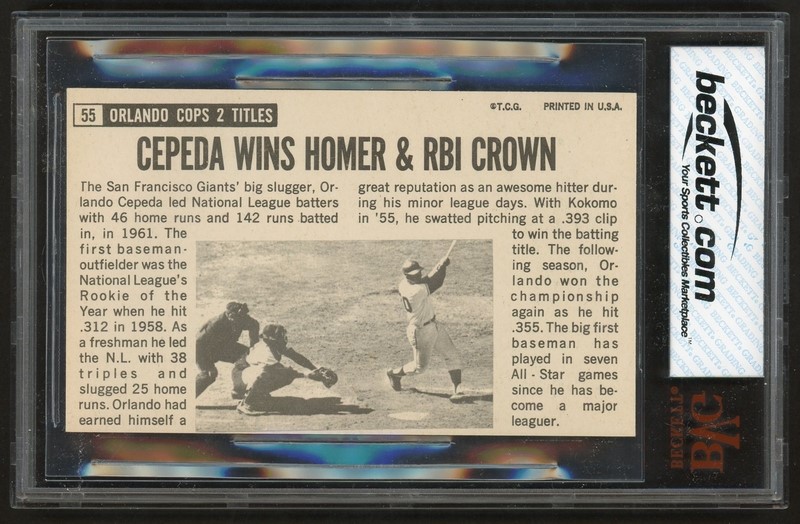 55 ORLANDO COPS 2 TITLES
©T.C.G. PRINTED IN U.S.A.
CEPEDA WINS HOMER & RBI CROWN
The San Francisco Giants' big slugger, Or-
lando Cepeda led National League batters
with 46 home runs and 142 runs batted
in, in 1961. The
first baseman-
outfielder was the
National League's
Rookie of the
Year when he hit
.312 in 1958. As
a freshman he led
the N.L. with 38
triples and
slugged 25 home
runs. Orlando had
earned himself a
great reputation as an awesome hitter dur-
ing his minor league days. With Kokomo
in '55, he swatted pitching at a .393 clip
to win the batting
title. The follow-
ing season, Or-
lando won the
championship
again as he hit
.355. The big first
baseman has
played in seven
All-Star games
since he has be-
come a major
leaguer.
beckett.com
Your Sports Collectibles Marketplace™
BECKETT®